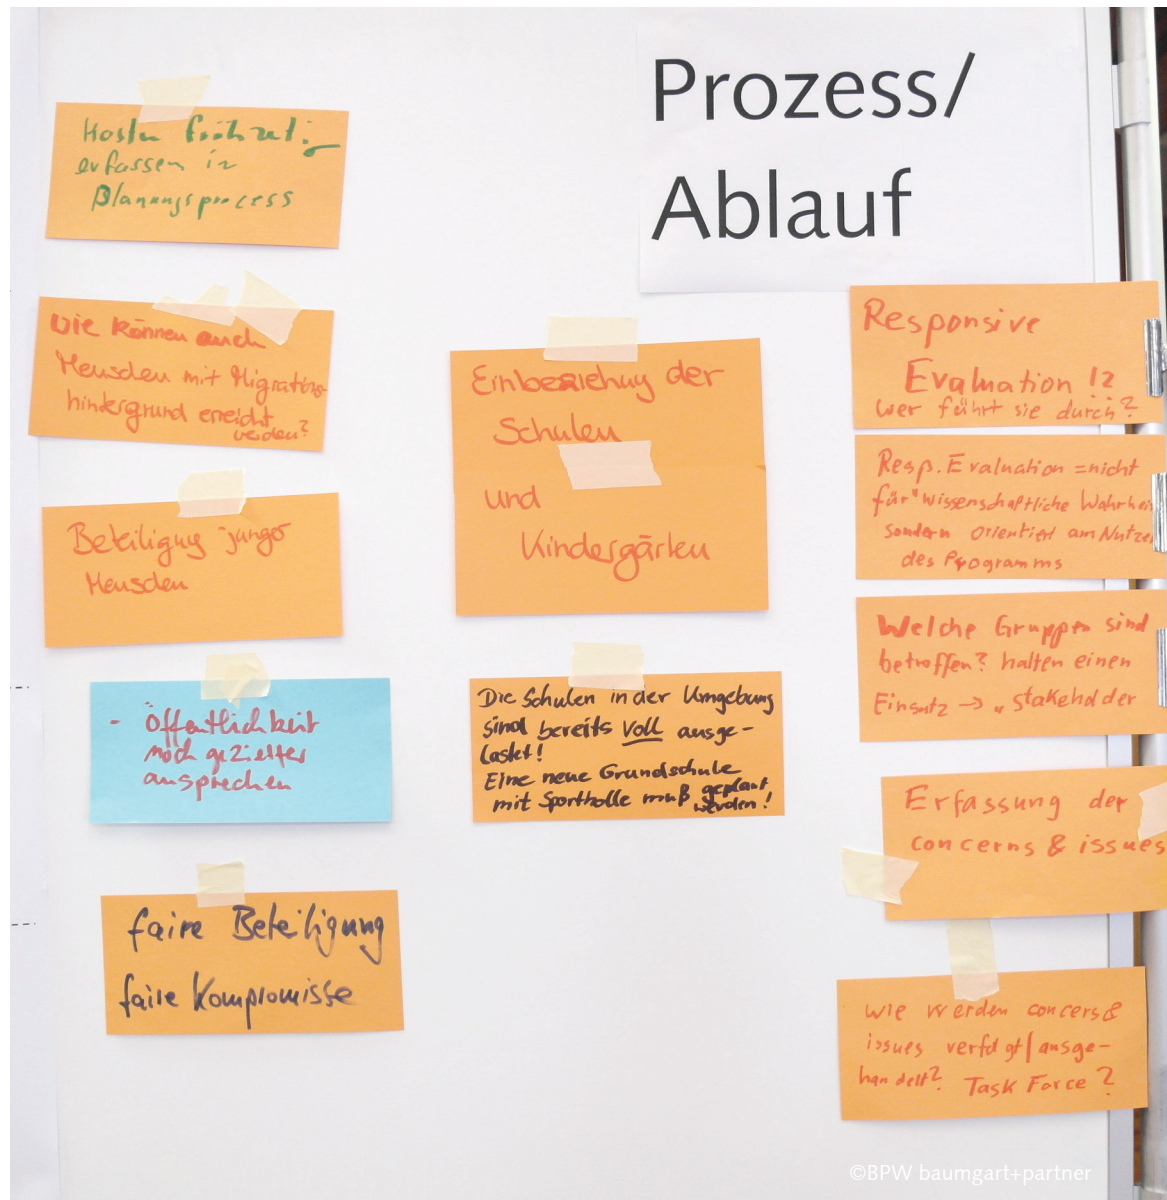 Prozess/
Ablauf
Kosten frühzeitig
erfassen in
Planungsprocess
Wie können auch
Menschen mit Migrations-
hintergrund erreicht
werden?
Beteiligung junger
Menschen
- Öffentlichkeit
noch gezielter
ansprechen
faire Beteiligung
faire Kompromisse
Einbeziehung der
Schulen
und
Kindergärten
Die Schulen in der Umgebung
sind bereits voll ausge-
lastet!
Eine neue Grundschule
mit Sporthalle muß geplant
werden!
Responsive
Evaluation !?
wer führt sie durch?
Resp. Evaluation = nicht
für "wissenschaftliche Wahrheit
sondern orientiert am Nutzen
des Programms
Welche Gruppen sind
betroffen? halten einen
Einsatz → „stakeholder
Erfassung der
concerns & issues
wie werden concers &
issues verfolgt/ausge-
handelt? Task Force?
©BPW baumgart+partner